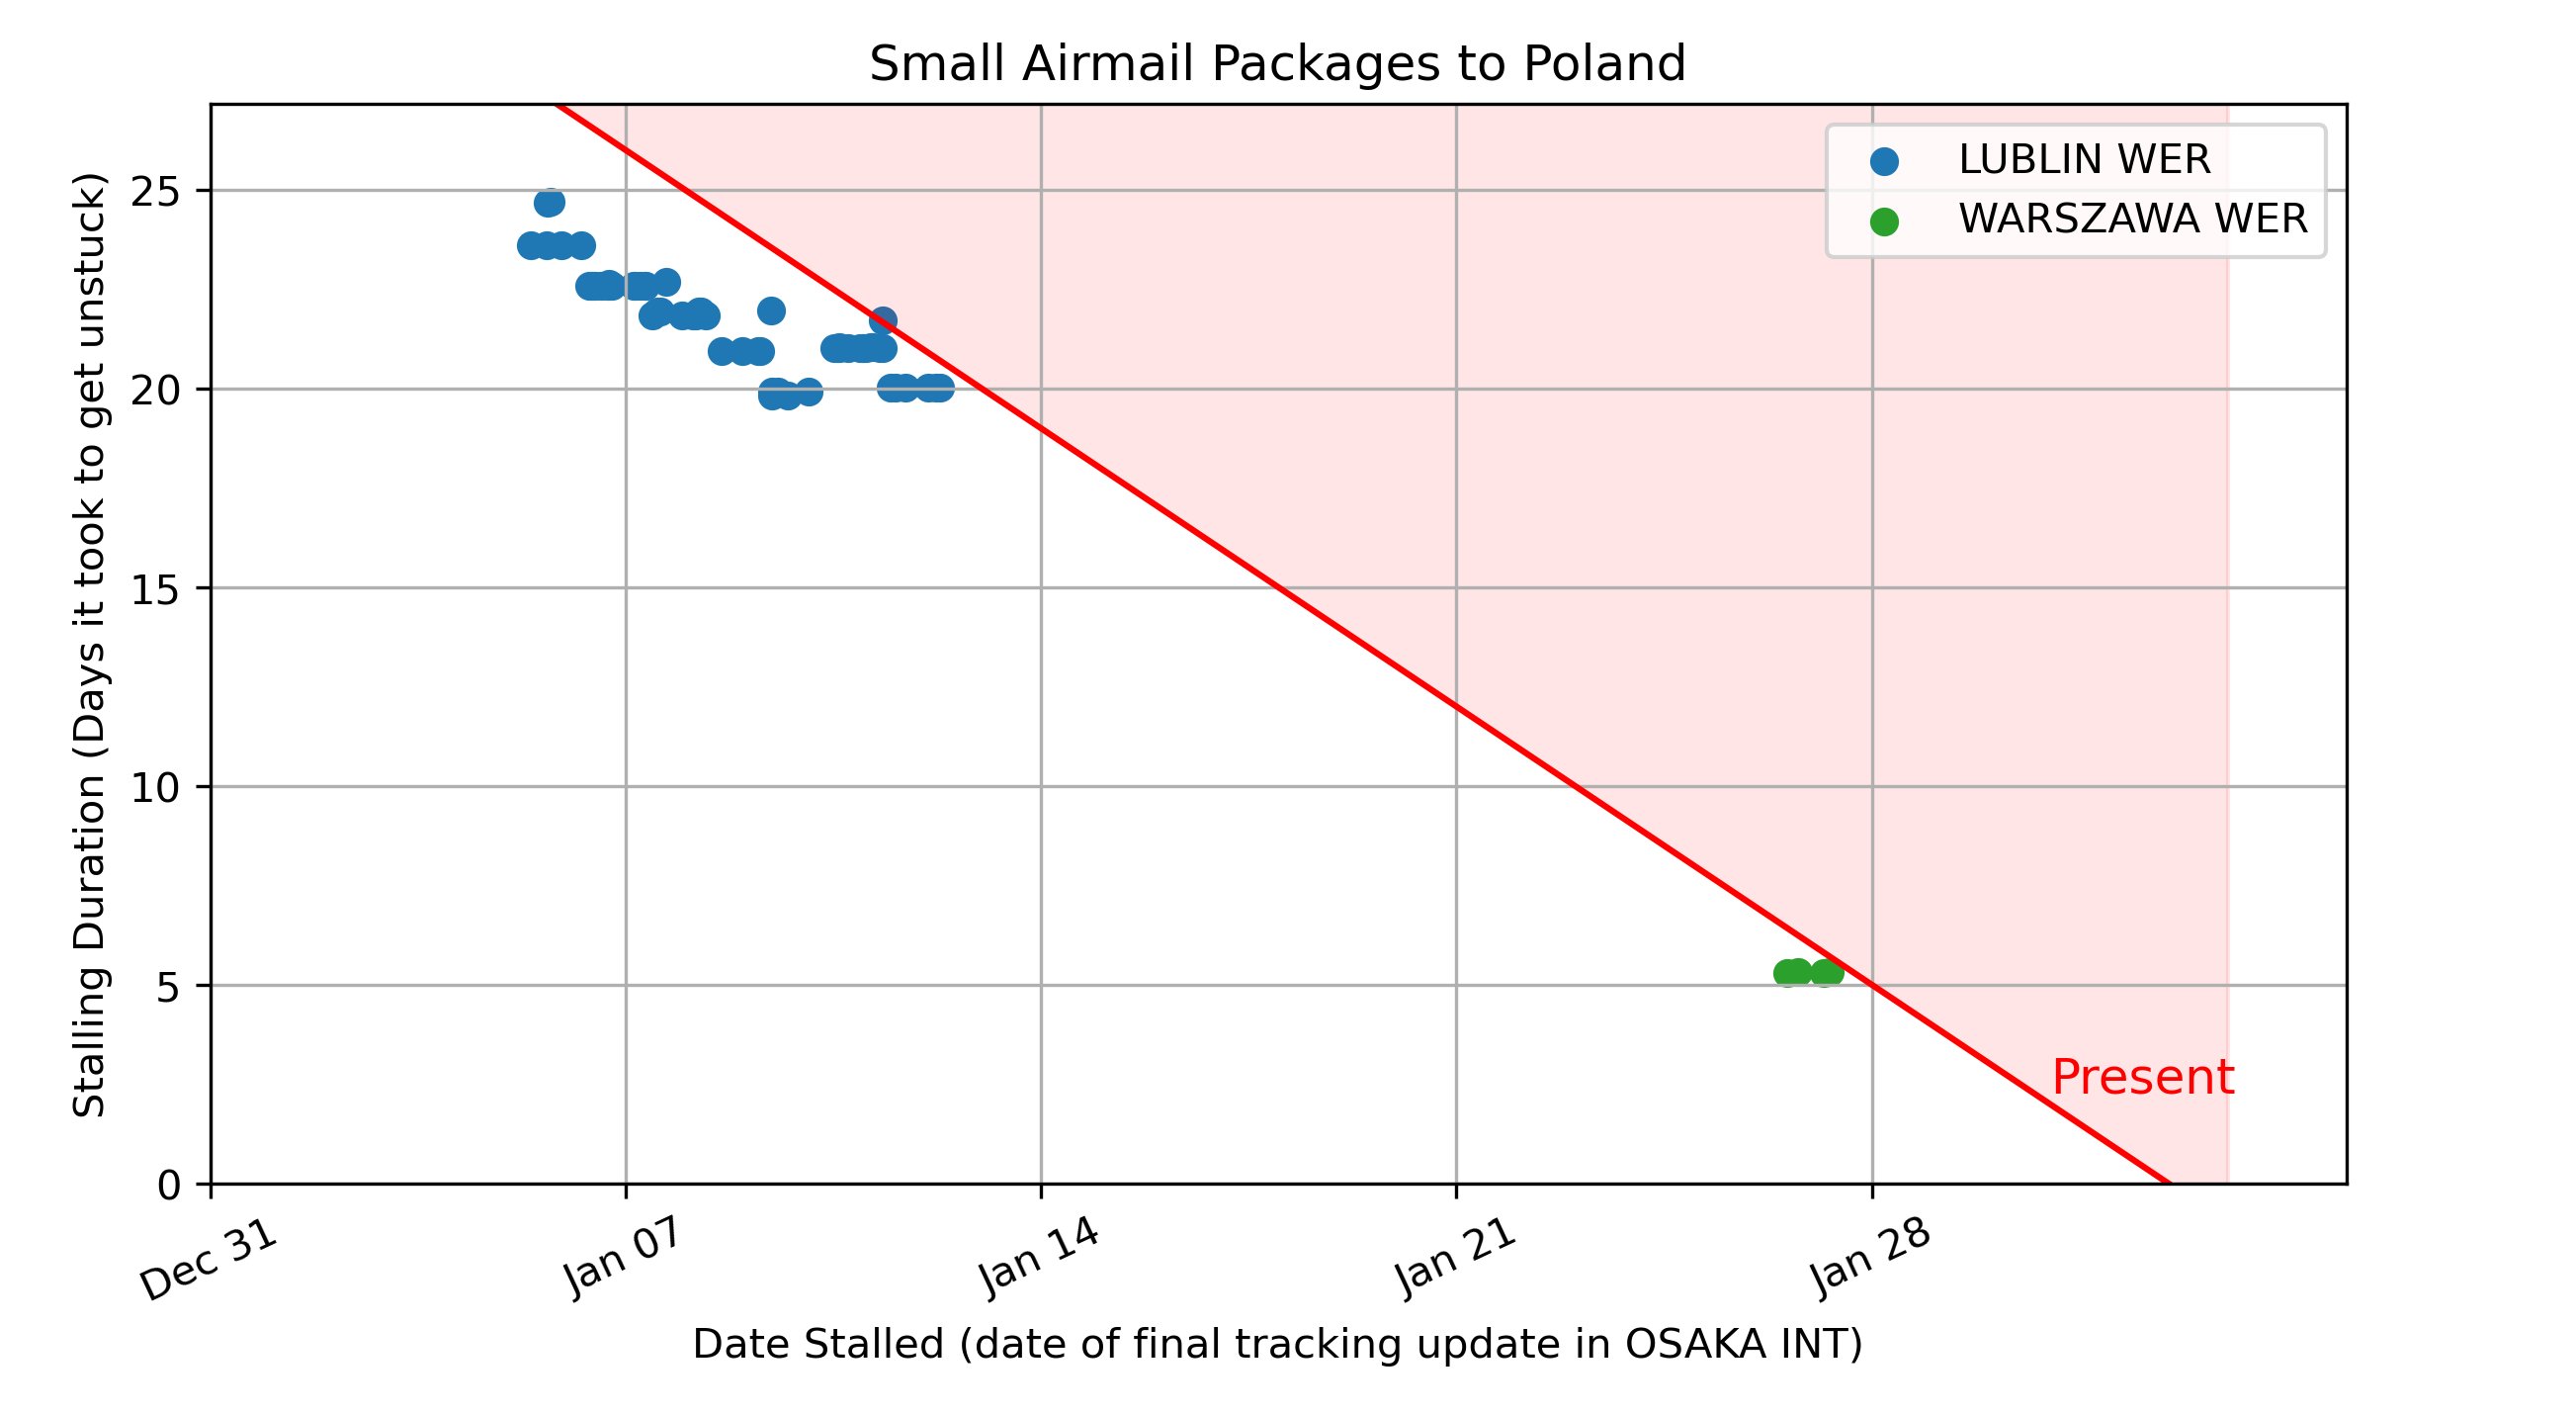 Small Airmail Packages to Poland
LUBLIN WER
WARSZAWA WER
Stalling Duration (Days it took to get unstuck)
25
20
15
10
5
0
Present
Dec 31
Jan 07
Jan 14
Jan 21
Jan 28
Date Stalled (date of final tracking update in OSAKA INT)